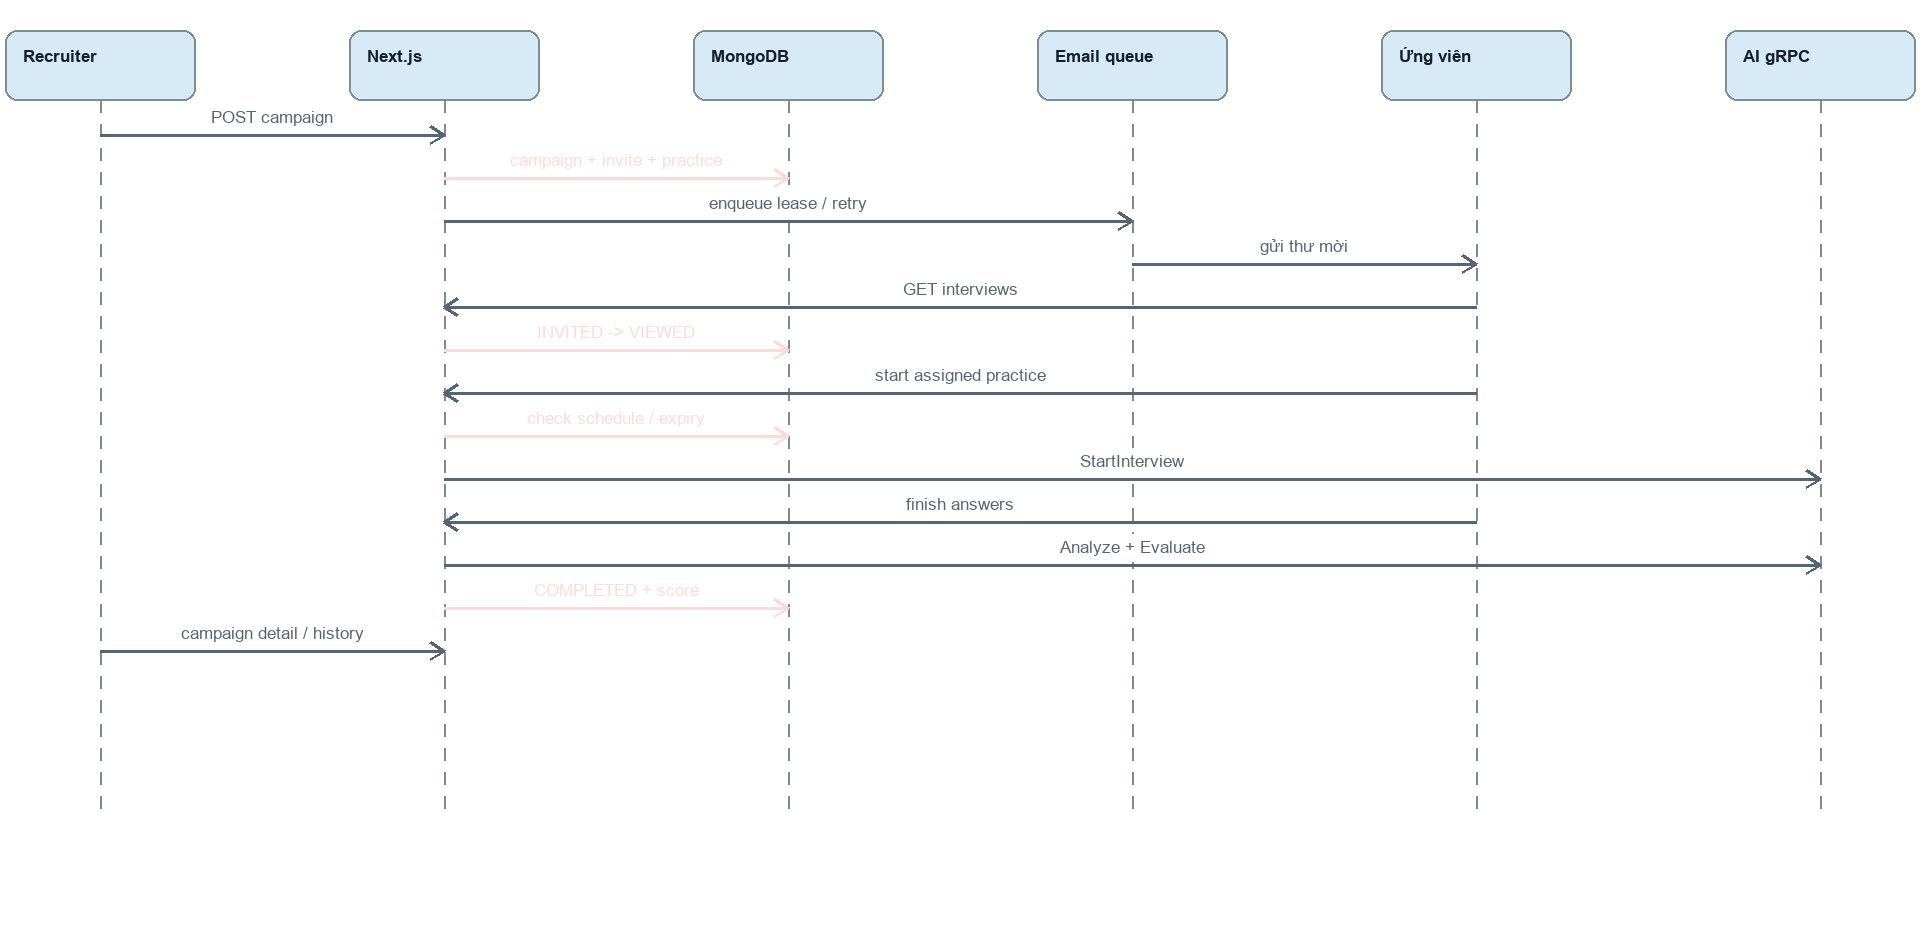 Recruiter
Next.js
MongoDB
Email queue
Ứng viên
AI gRPC
POST campaign
campaign + invite + practice
enqueue lease / retry
gửi thư mời
GET interviews
INVITED -> VIEWED
start assigned practice
check schedule / expiry
StartInterview
finish answers
Analyze + Evaluate
COMPLETED + score
campaign detail / history